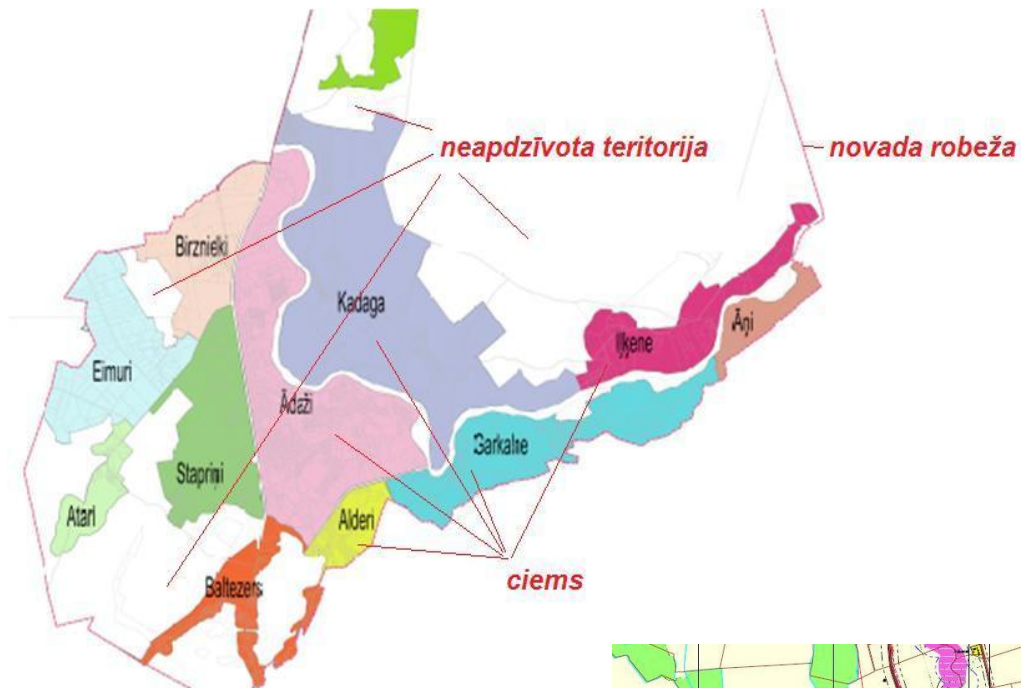 neapdzīvota teritorija
novada robeža
Birznieki
Kadaga
Iļķene
Āņi
Eimuri
Ādaži
Garkalne
Stapriņi
Atari
Alderi
ciems
Baltezers